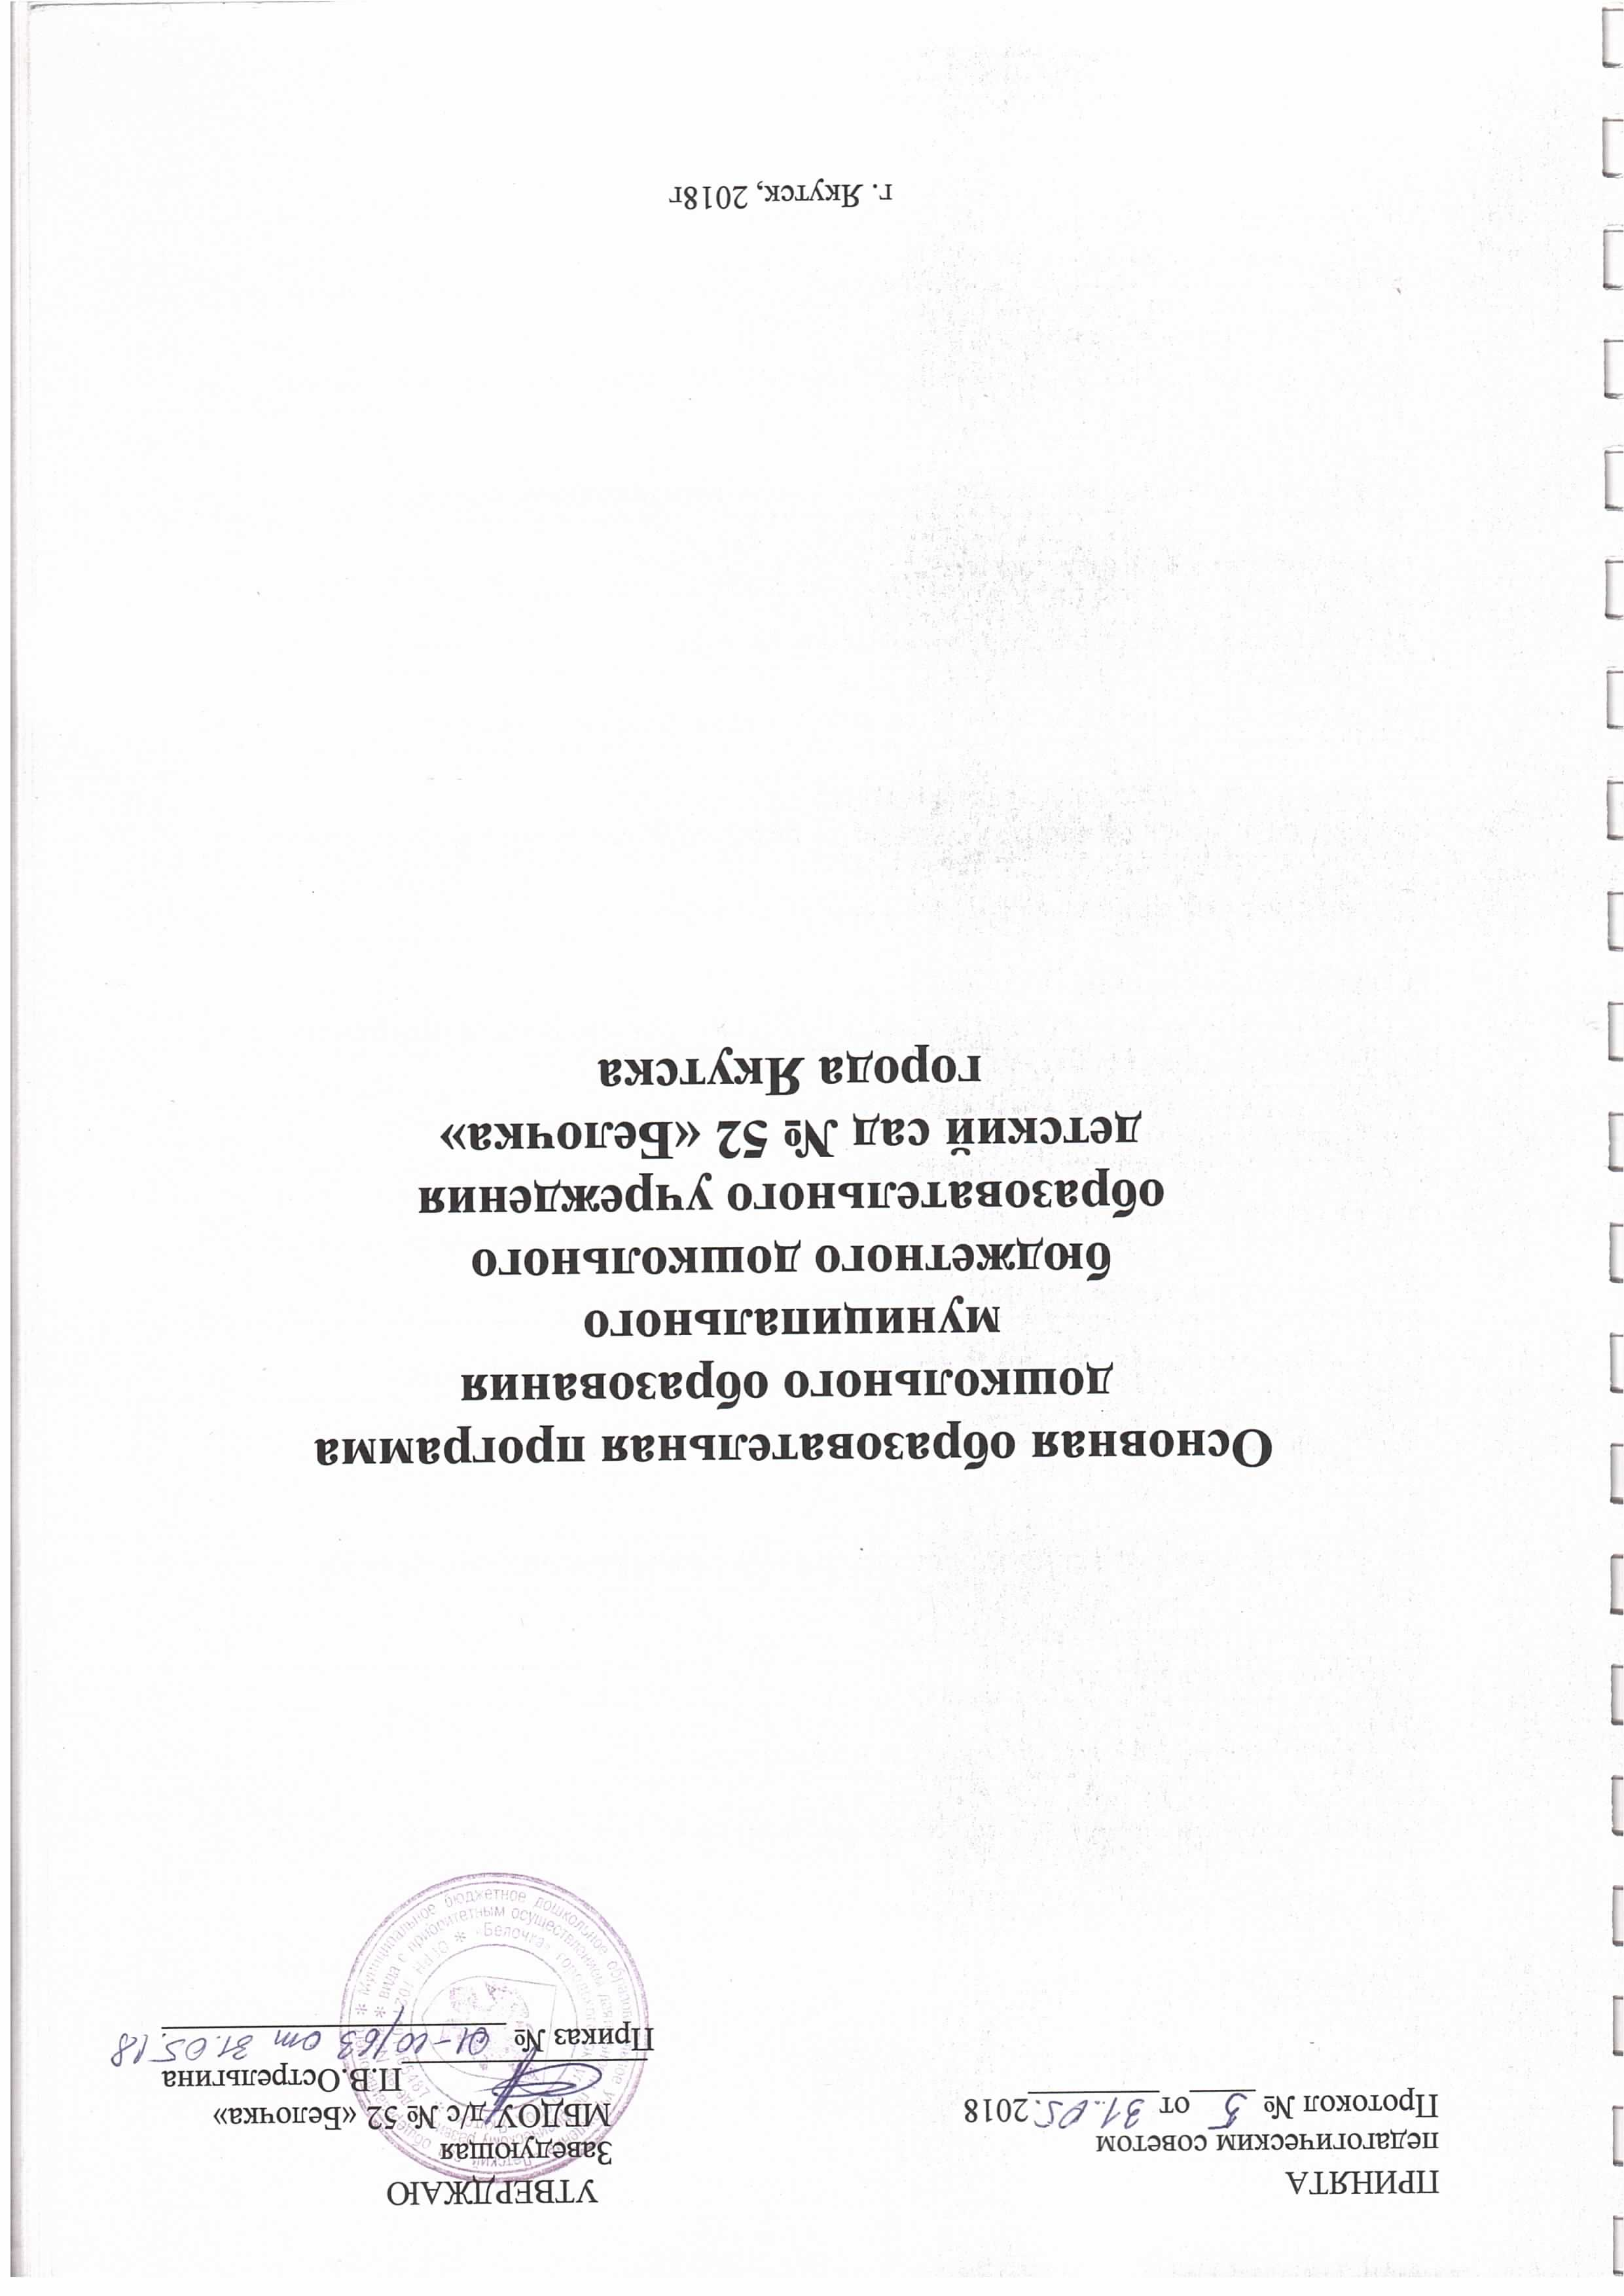 ПРИНЯТА
педагогическим советом
Протокол № 5 от 31.05.2018
УТВЕРЖДАЮ
Заведующая
МБДОУ д/с № 52 «Белочка»
П.В.Острельгина
Приказ № 01-10/63 от 31.05.18
Основная образовательная программа
дошкольного образования
муниципального
бюджетного дошкольного
образовательного учреждения
детский сад № 52 «Белочка»
города Якутска
г. Якутск, 2018г